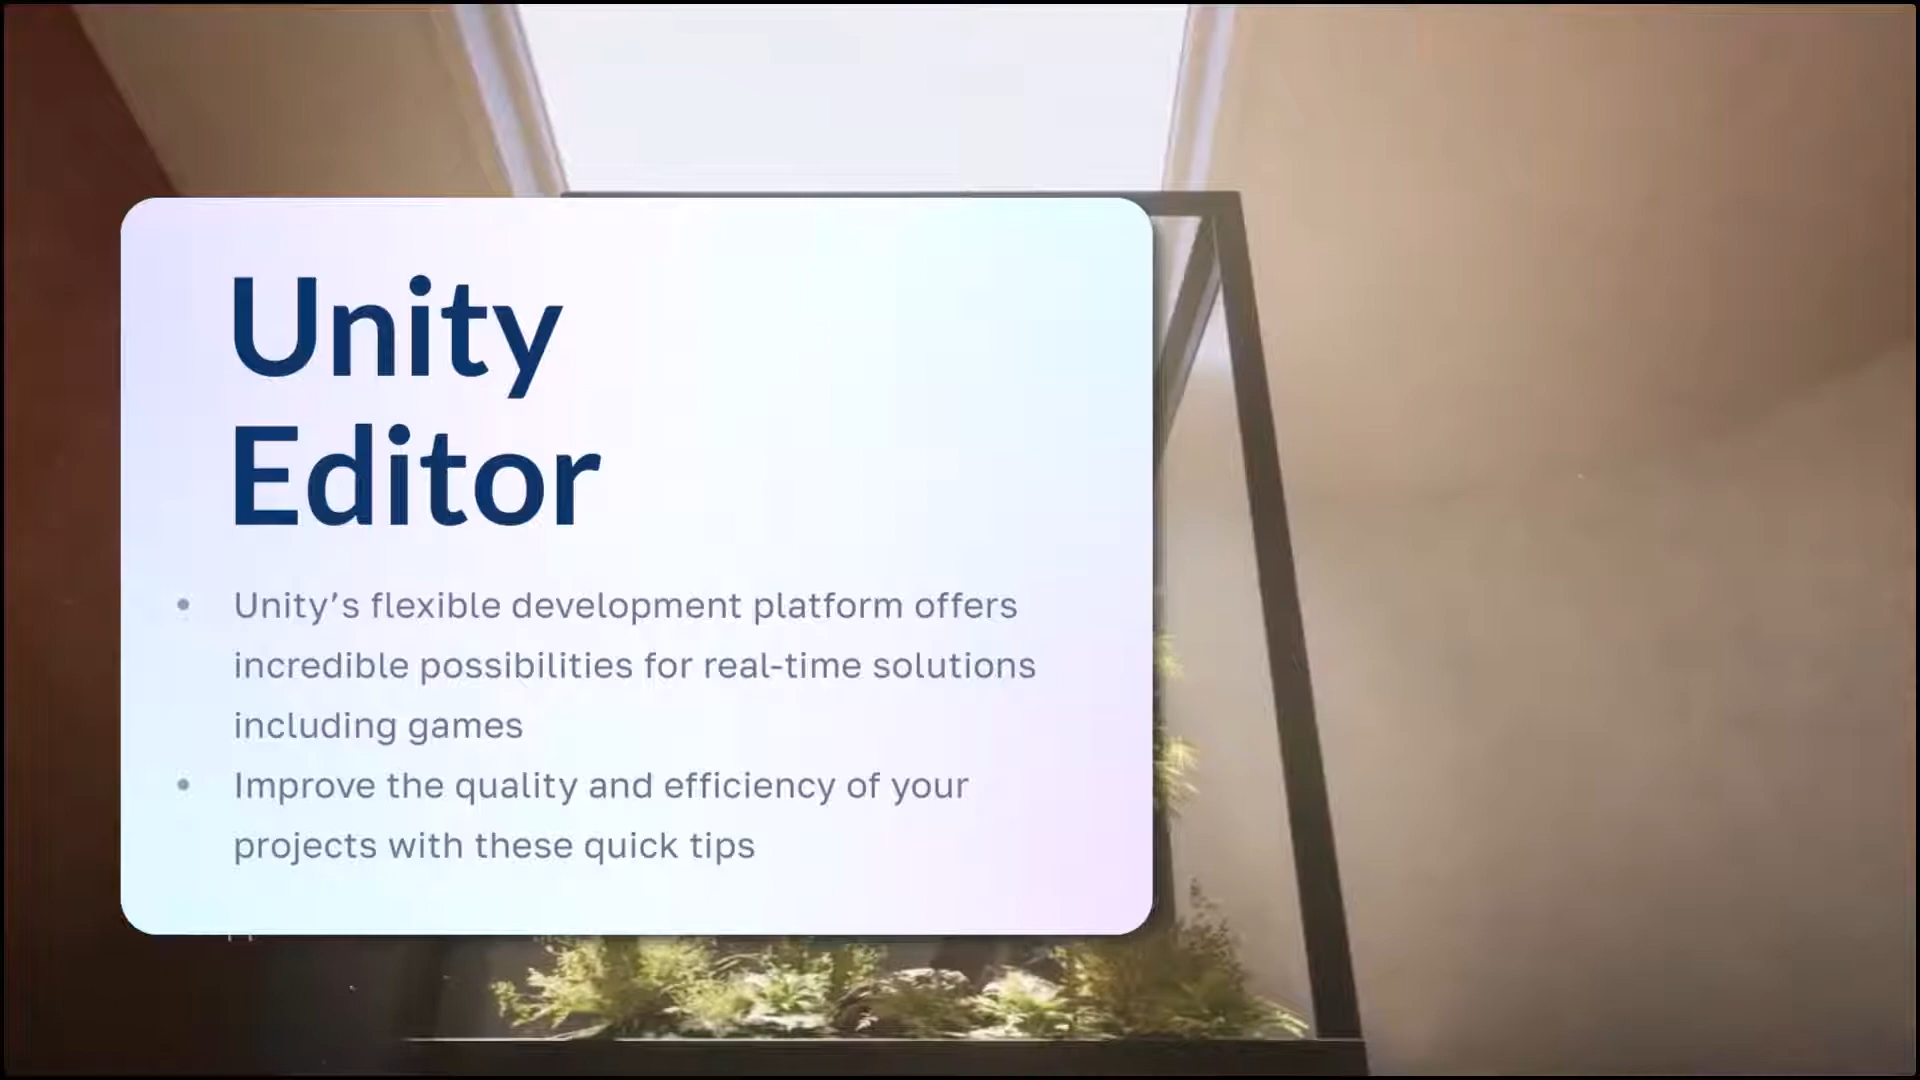 Unity
Editor
• Unity’s flexible development platform offers
incredible possibilities for real-time solutions
including games
• Improve the quality and efficiency of your
projects with these quick tips